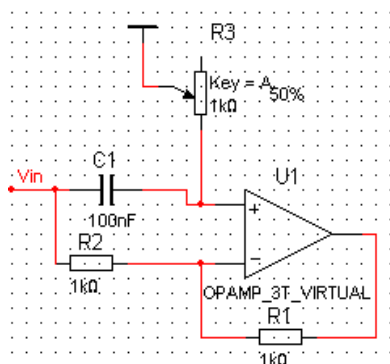 R3
Key = A
50%
1kΩ
Vin
C1
100nF
U1
+
R2
−
1kΩ
OPAMP_3T_VIRTUAL
R1
1kΩ